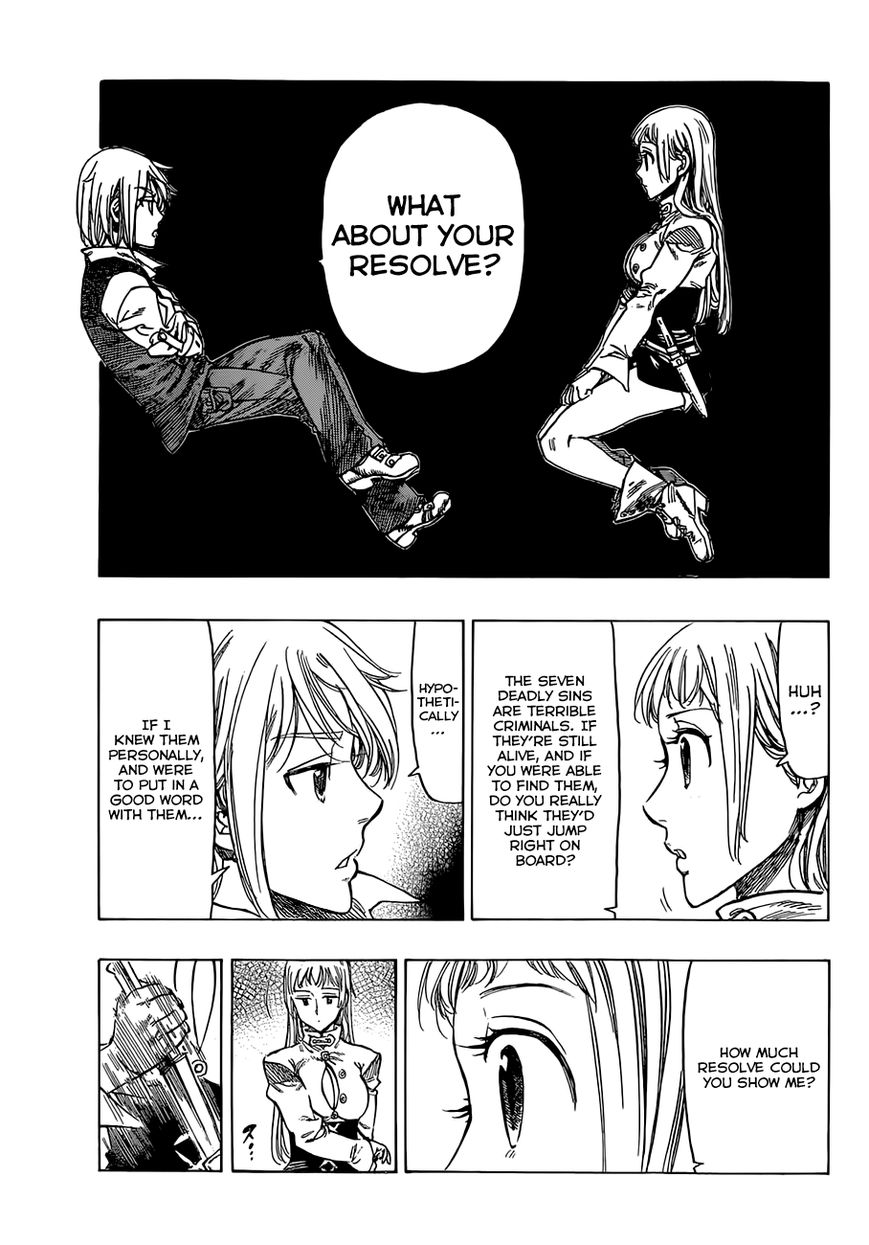 WHAT
ABOUT YOUR
RESOLVE?
HUH
...?
THE SEVEN
DEADLY SINS
ARE TERRIBLE
CRIMINALS. IF
THEY'RE STILL
ALIVE, AND IF
YOU WERE ABLE
TO FIND THEM,
DO YOU REALLY
THINK THEY'D
JUST JUMP
RIGHT ON
BOARD?
HYPO-
THETI-
CALLY
...
IF I
KNEW THEM
PERSONALLY,
AND WERE
TO PUT IN A
GOOD WORD
WITH THEM...
HOW MUCH
RESOLVE COULD
YOU SHOW ME?